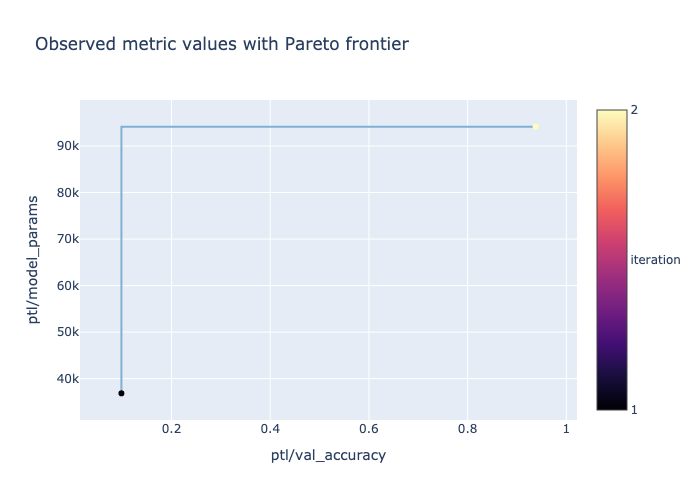 Observed metric values with Pareto frontier
2
90k
80k
70k
60k
50k
40k
ptl/model_params
iteration
1
0.2
0.4
0.6
0.8
1
ptl/val_accuracy